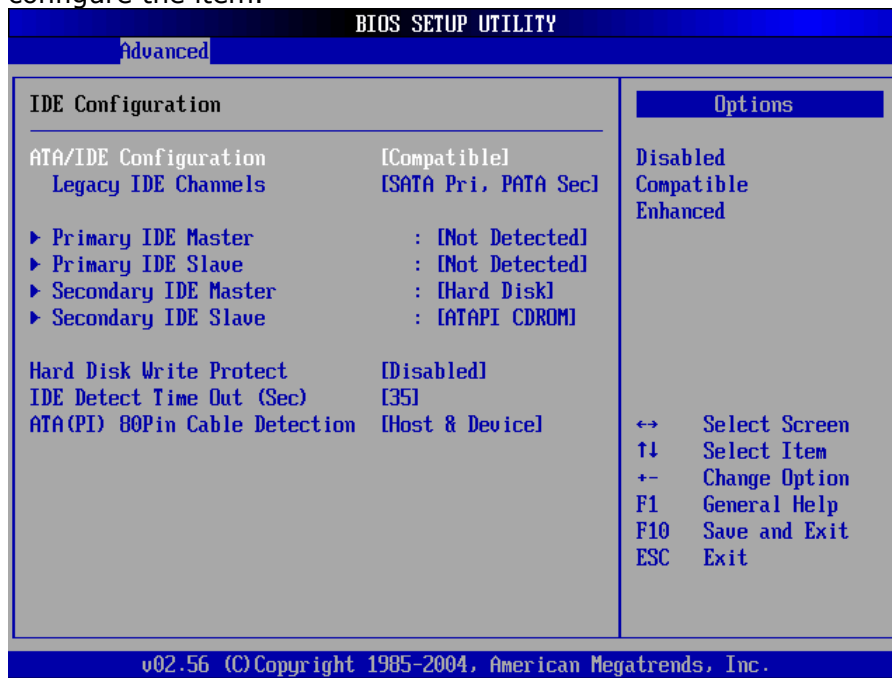 configure the item.
BIOS SETUP UTILITY
Advanced
IDE Configuration
ATA/IDE Configuration [Compatible]
Legacy IDE Channels [SATA Pri, PATA Sec]
▶ Primary IDE Master : [Not Detected]
▶ Primary IDE Slave : [Not Detected]
▶ Secondary IDE Master : [Hard Disk]
▶ Secondary IDE Slave : [ATAPI CDROM]
Hard Disk Write Protect [Disabled]
IDE Detect Time Out (Sec) [35]
ATA(PI) 80Pin Cable Detection [Host & Device]
Options
Disabled
Compatible
Enhanced
↔ Select Screen
↑↓ Select Item
+- Change Option
F1 General Help
F10 Save and Exit
ESC Exit
v02.56 (C)Copyright 1985-2004, American Megatrends, Inc.